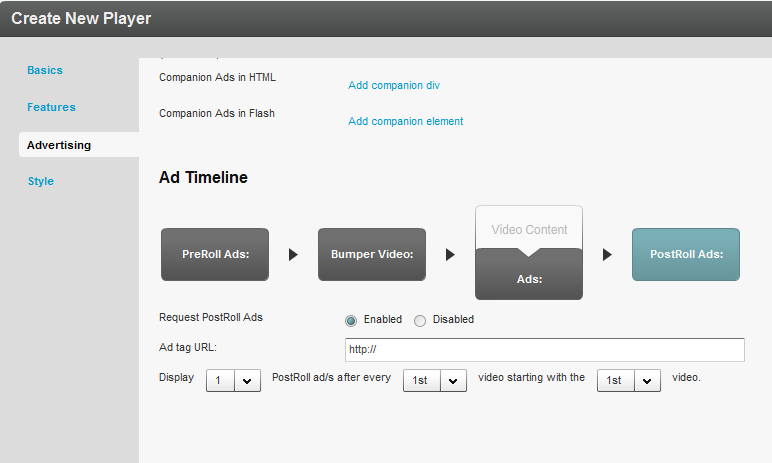 Create New Player
Basics
Features
Advertising
Style
Companion Ads in HTML Add companion div
Companion Ads in Flash Add companion element
Ad Timeline
Video Content
PreRoll Ads: Bumper Video: Ads: PostRoll Ads:
Request PostRoll Ads Enabled Disabled
Ad tag URL: http://
Display 1 PostRoll ad/s after every 1st video starting with the 1st video.